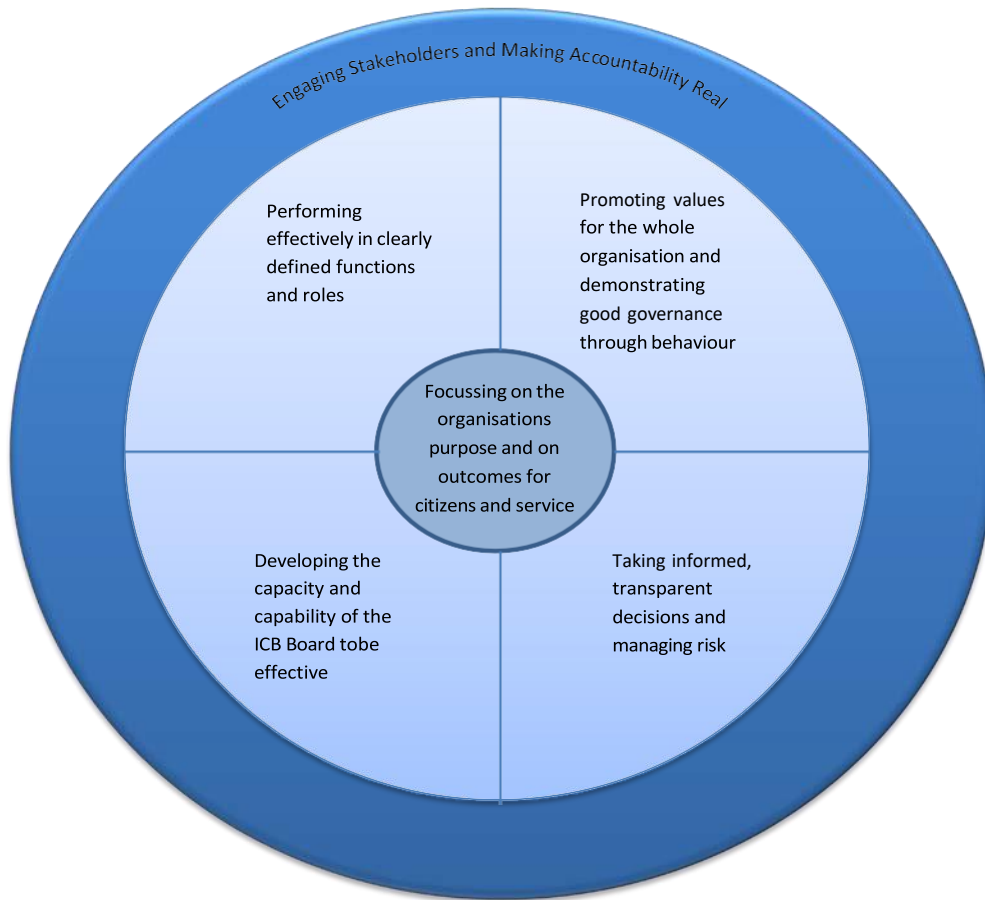 Engaging Stakeholders and Making Accountability Real
Performing
effectively in clearly
defined functions
and roles
Promoting values
for the whole
organisation and
demonstrating
good governance
through behaviour
Focussing on the
organisations
purpose and on
outcomes for
citizens and service
Developing the
capacity and
capability of the
ICB Board tobe
effective
Taking informed,
transparent
decisions and
managing risk